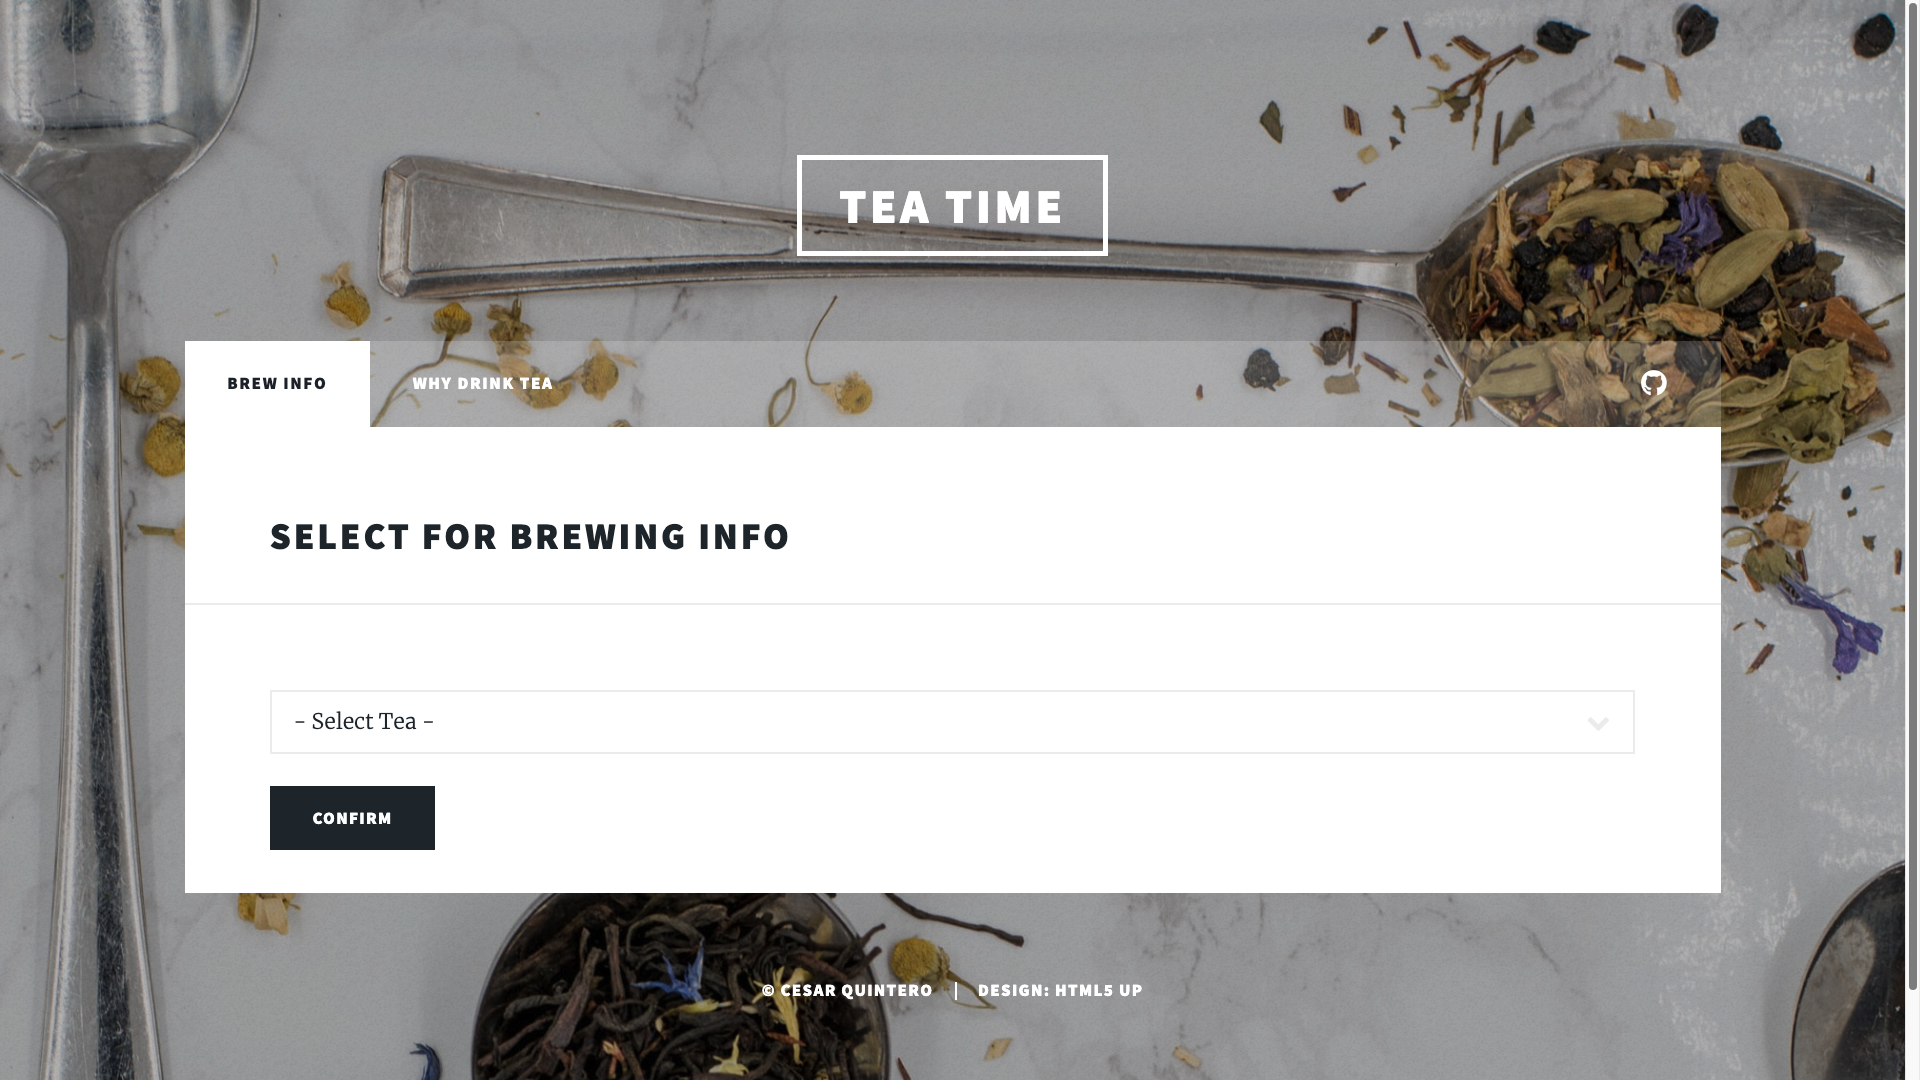 TEA TIME
BREW INFO
WHY DRINK TEA
SELECT FOR BREWING INFO
- Select Tea -
CONFIRM
© CESAR QUINTERO | DESIGN: HTML5 UP